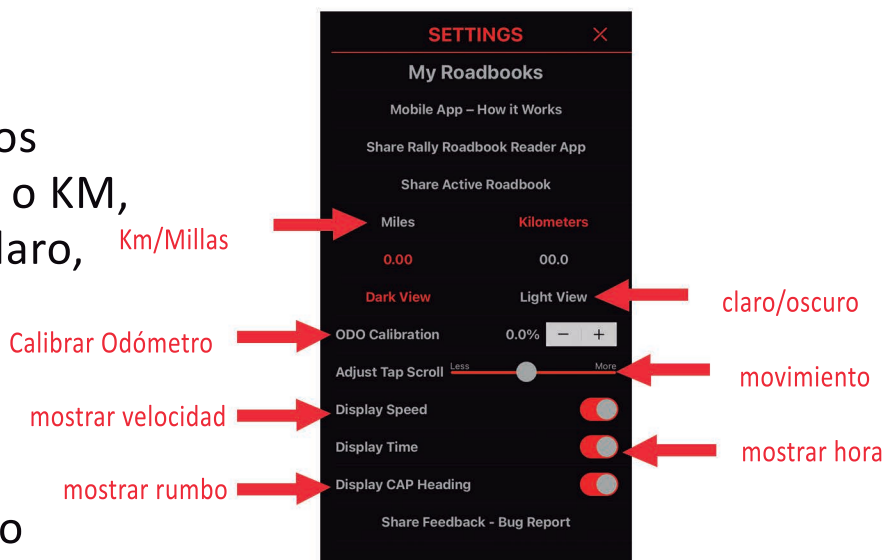 SETTINGS
My Roadbooks
Mobile App – How it Works
os
Share Rally Roadbook Reader App
o KM,
Share Active Roadbook
laro,
Km/Millas
Miles Kilometers
0.00 00.0
Dark View Light View
claro/oscuro
Calibrar Odómetro
ODO Calibration 0.0% − +
Adjust Tap Scroll Less More
movimiento
mostrar velocidad
Display Speed
Display Time
mostrar hora
mostrar rumbo
Display CAP Heading
Share Feedback - Bug Report
o